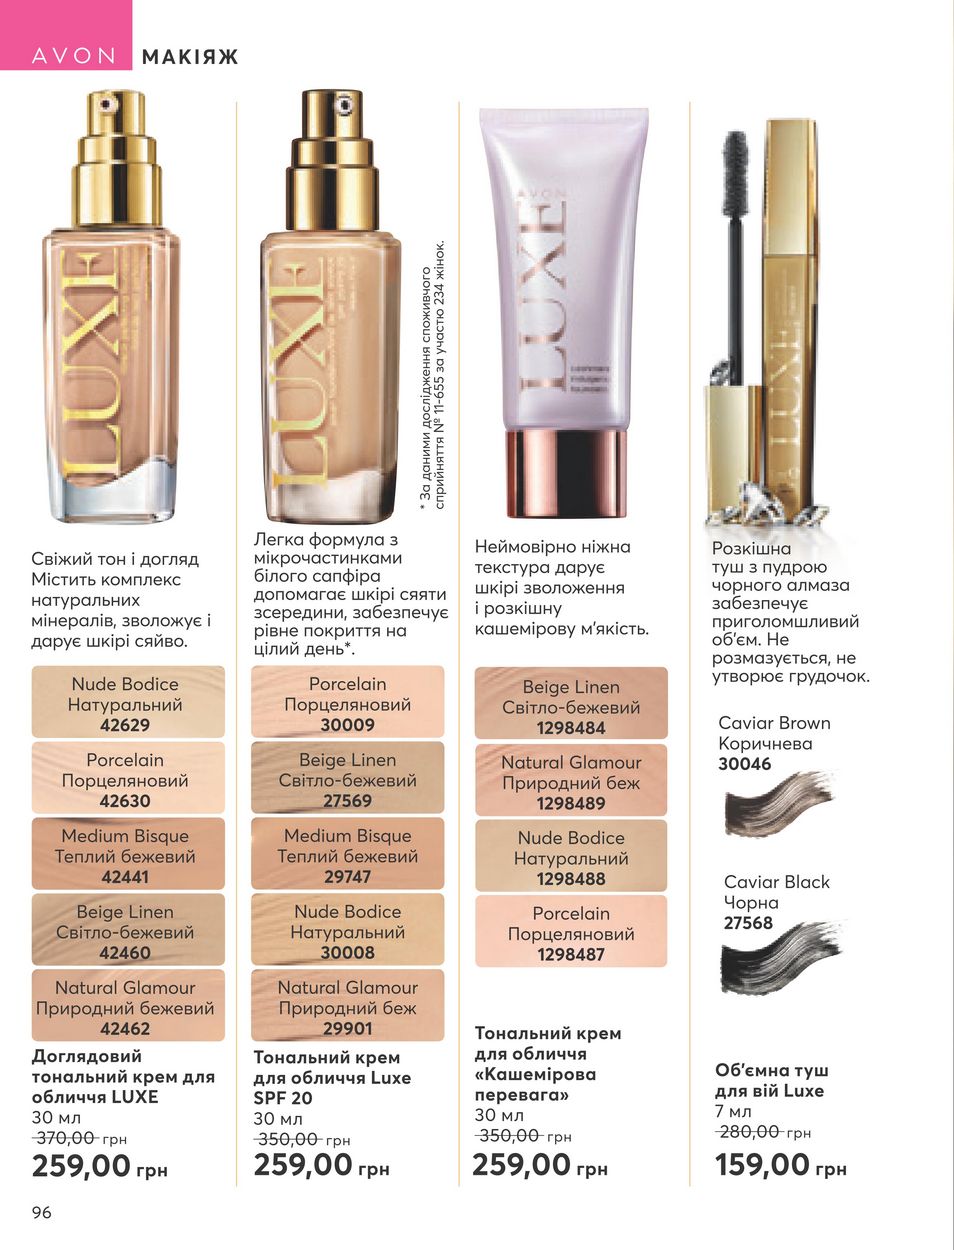 AVON
МАКІЯЖ
LUXE
Свіжий тон і догляд
Містить комплекс
натуральних
мінералів, зволожує і
дарує шкірі сяйво.
Nude Bodice
Натуральний
42629
Porcelain
Порцеляновий
42630
Medium Bisque
Теплий бежевий
42441
Beige Linen
Світло-бежевий
42460
Natural Glamour
Природний бежевий
42462
Доглядовий
тональний крем для
обличчя LUXE
30 мл
370,00 грн
259,00 грн
LUXE
* За даними дослідження споживчого
сприйняття № 11-655 за участю 234 жінок.
Легка формула з
мікрочастинками
білого сапфіра
допомагає шкірі сяяти
зсередини, забезпечує
рівне покриття на
цілий день*.
Porcelain
Порцеляновий
30009
Beige Linen
Світло-бежевий
27569
Medium Bisque
Теплий бежевий
29747
Nude Bodice
Натуральний
30008
Natural Glamour
Природний беж
29901
Тональний крем
для обличчя Luxe
SPF 20
30 мл
350,00 грн
259,00 грн
AVON
LUXE
Неймовірно ніжна
текстура дарує
шкірі зволоження
і розкішну
кашемірову м’якість.
Beige Linen
Світло-бежевий
1298484
Natural Glamour
Природний беж
1298489
Nude Bodice
Натуральний
1298488
Porcelain
Порцеляновий
1298487
Тональний крем
для обличчя
«Кашемірова
перевага»
30 мл
350,00 грн
259,00 грн
LUXE
Розкішна
туш з пудрою
чорного алмаза
забезпечує
приголомшливий
об’єм. Не
розмазується, не
утворює грудочок.
Caviar Brown
Коричнева
30046
Caviar Black
Чорна
27568
Об’ємна туш
для вій Luxe
7 мл
280,00 грн
159,00 грн
96